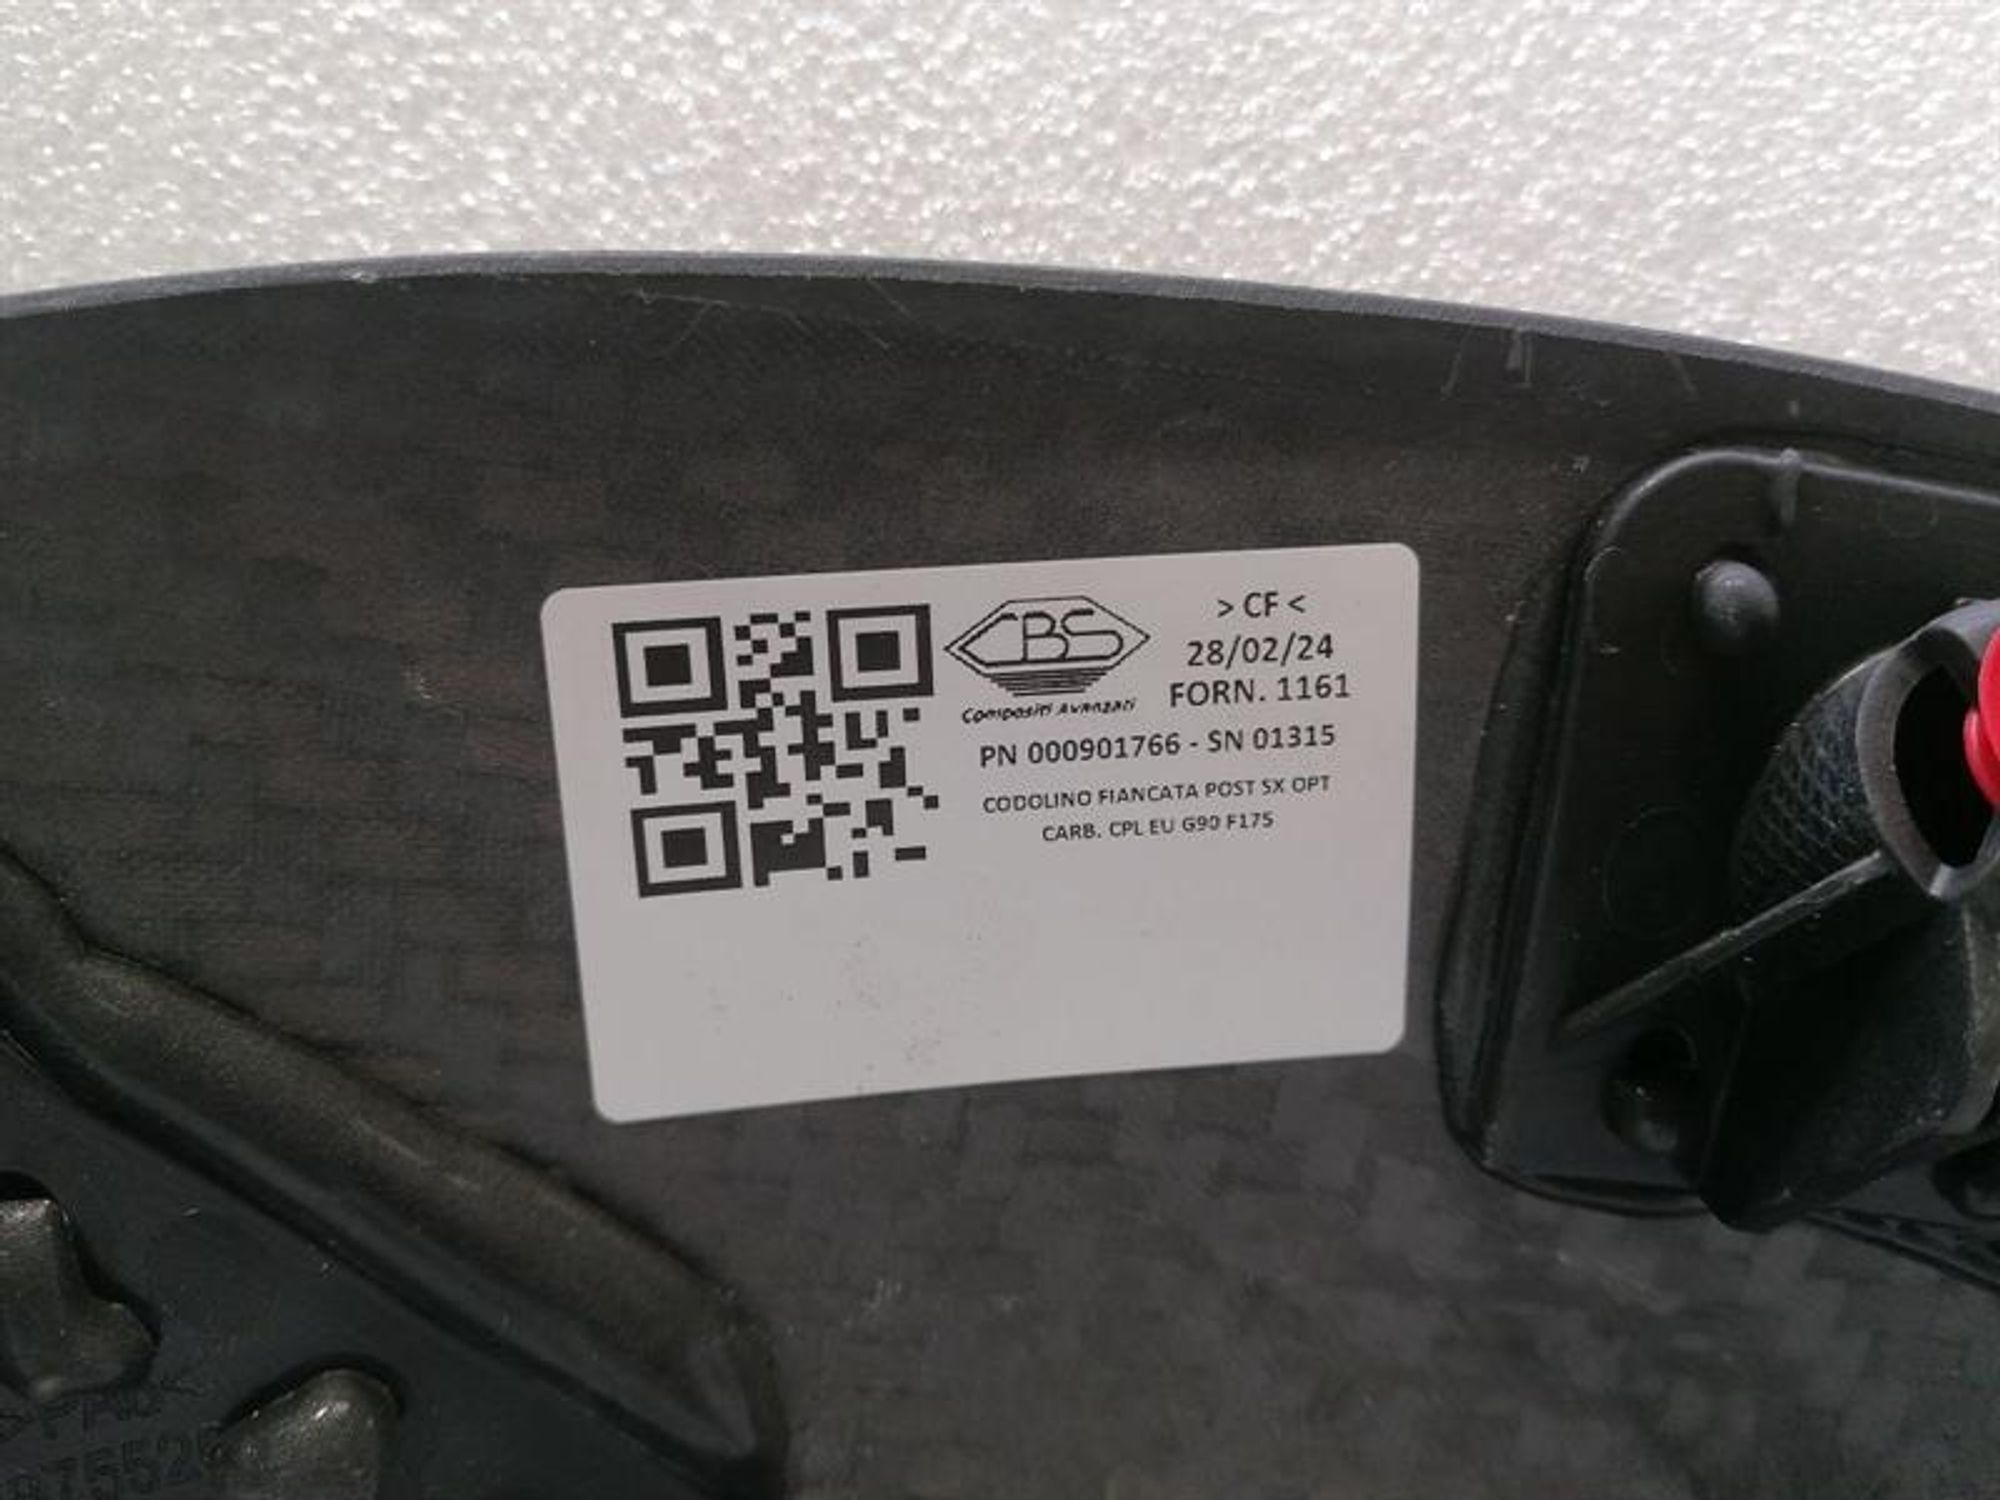 CBS
Compositi Avanzati
> CF <
28/02/24
FORN. 1161
PN 000901766 - SN 01315
CODOLINO FIANCATA POST SX OPT
CARB. CPL EU G90 F175